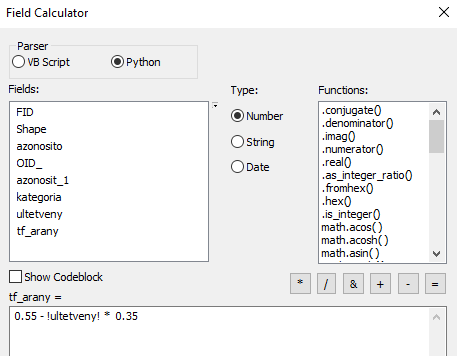 Field Calculator
Parser
VB Script
Python
Fields:
FID
Shape
azonosito
OID_
azonosit_1
kategoria
ultetveny
tf_arany
Type:
Number
String
Date
Functions:
.conjugate()
.denominator()
.imag()
.numerator()
.real()
.as_integer_ratio()
.fromhex()
.hex()
.is_integer()
math.acos( )
math.acosh( )
math.asin( )
Show Codeblock
* / & + - =
tf_arany =
0.55 - !ultetveny! * 0.35